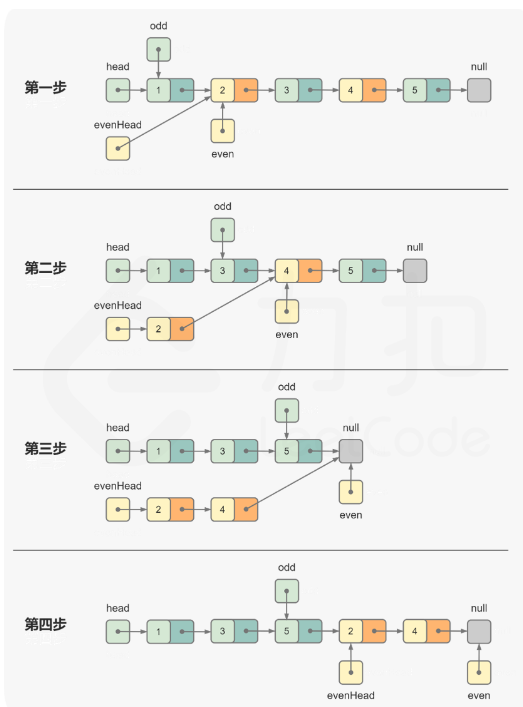 odd
head
null
第一步
1
2
3
4
5
evenHead
even
odd
head
null
第二步
1
3
4
5
evenHead
2
even
odd
head
null
第三步
1
3
5
evenHead
2
4
even
odd
null
head
第四步
1
3
5
2
4
evenHead
even
力扣
LeetCode